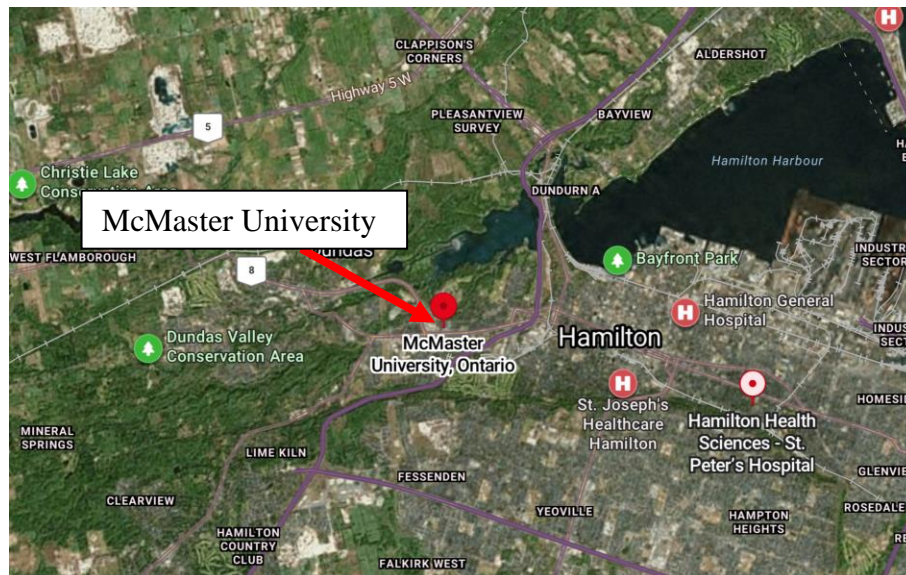 CLAPPISON'S
CORNERS
ALDERSHOT
Highway 5 W
PLEASANTVIEW
SURVEY
BAYVIEW
5
Hamilton Harbour
Christie Lake
DUNDURN A
McMaster University
WEST FLAMBOROUGH
8
Bayfront Park
INDUSTR
SECTOR
Hamilton General
Hospital
Dundas Valley
Conservation Area
McMaster
University, Ontario
Hamilton
INDUS
SECT
St. Joseph's
Healthcare
Hamilton
HOMESI
Hamilton Health
Sciences - St.
Peter's Hospital
MINERAL
SPRINGS
LIME KILN
FESSENDEN
GLENVIE
CLEARVIEW
YEOVILLE
HAMPTON
HEIGHTS
ROSEDALE
HAMILTON
COUNTRY
CLUB
FALKIRK WEST
H
H
H